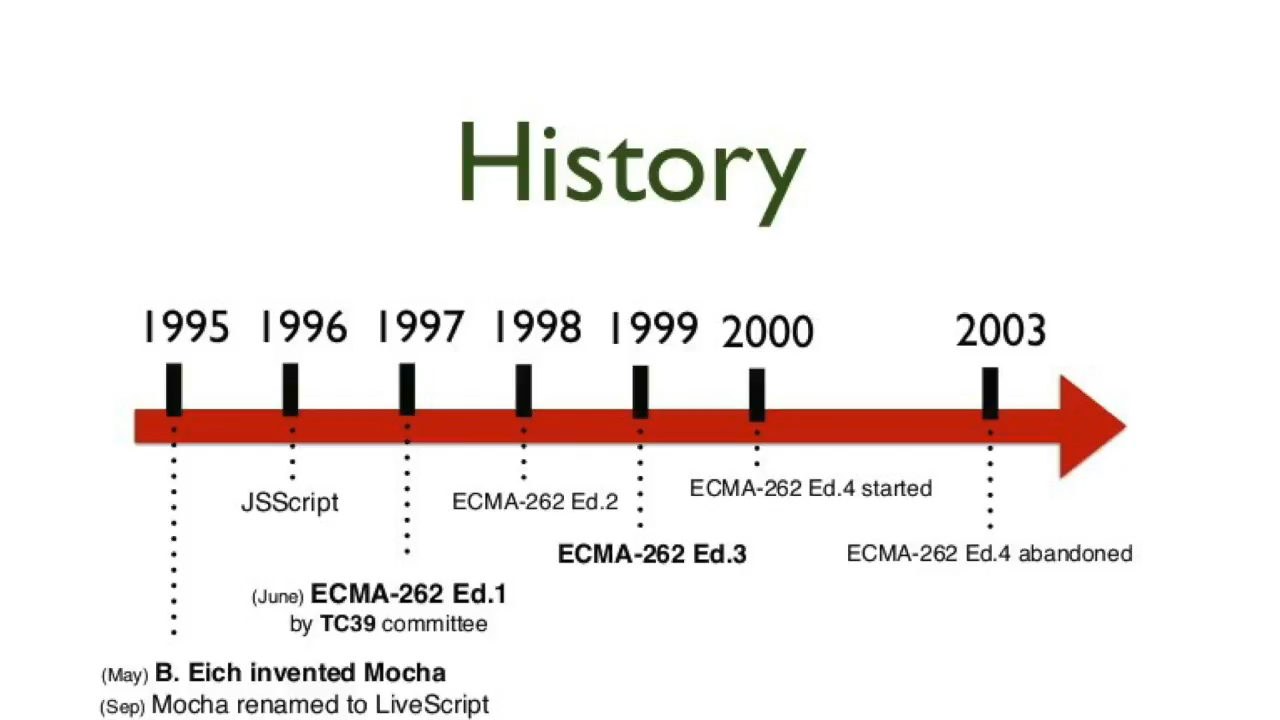 History
1995 1996 1997 1998 1999 2000 2003
JSScript
ECMA-262 Ed.2
ECMA-262 Ed.4 started
ECMA-262 Ed.3
ECMA-262 Ed.4 abandoned
(June) ECMA-262 Ed.1
by TC39 committee
(May) B. Eich invented Mocha
(Sep) Mocha renamed to LiveScript